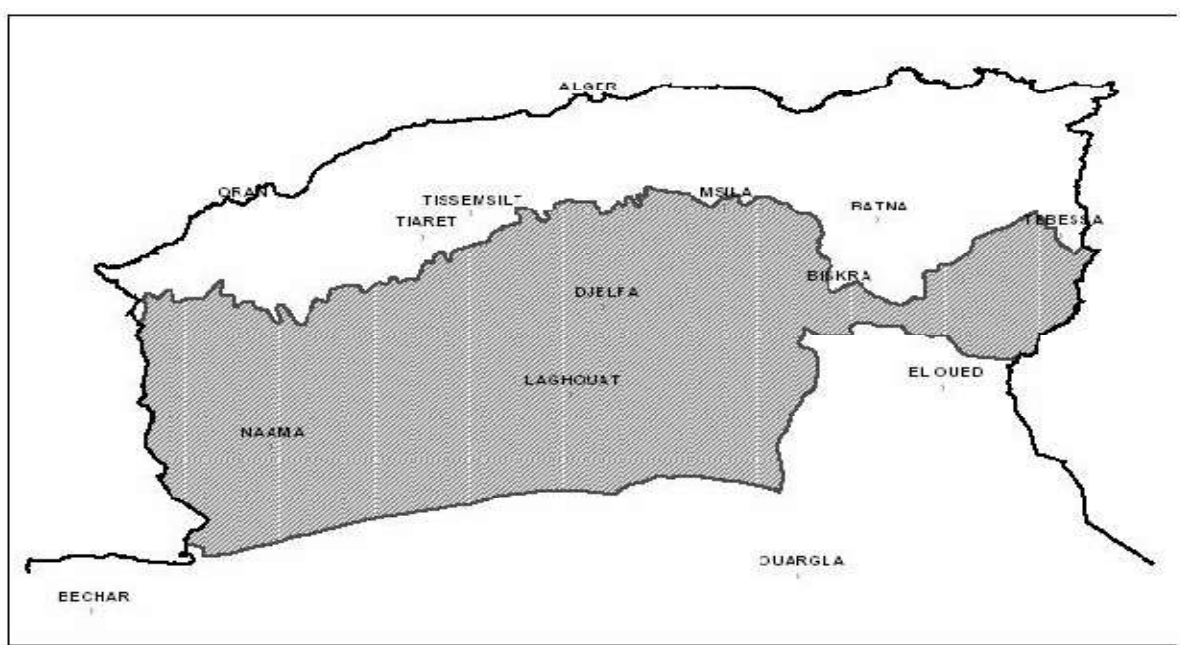 ALGER
ORAN
TISSEMSILT
MSILA
BATNA
TIARET
TEBESSA
BISKRA
DJELFA
LAGHOUAT
EL OUED
NAAMA
OUARGLA
BECHAR